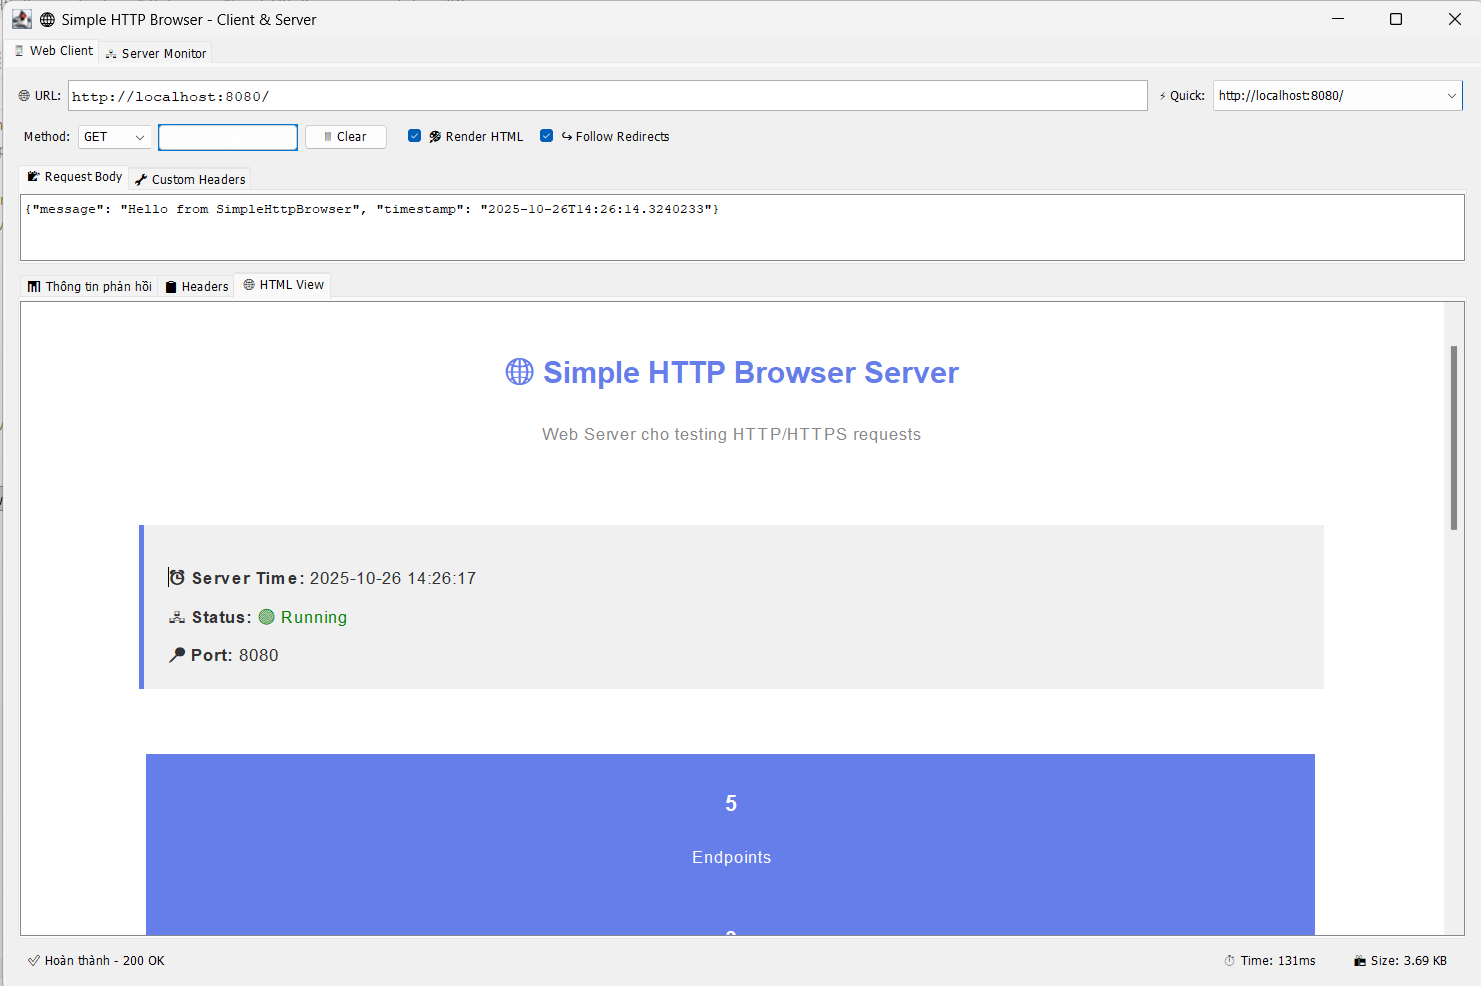 Simple HTTP Browser - Client & Server
Web Client Server Monitor
URL: http://localhost:8080/ Quick: http://localhost:8080/
Method: GET Clear Render HTML Follow Redirects
Request Body Custom Headers
{"message": "Hello from SimpleHttpBrowser", "timestamp": "2025-10-26T14:26:14.3240233"}
Thông tin phản hồi Headers HTML View
Simple HTTP Browser Server
Web Server cho testing HTTP/HTTPS requests
Server Time: 2025-10-26 14:26:17
Status: Running
Port: 8080
5
Endpoints
Hoàn thành - 200 OK Time: 131ms Size: 3.69 KB